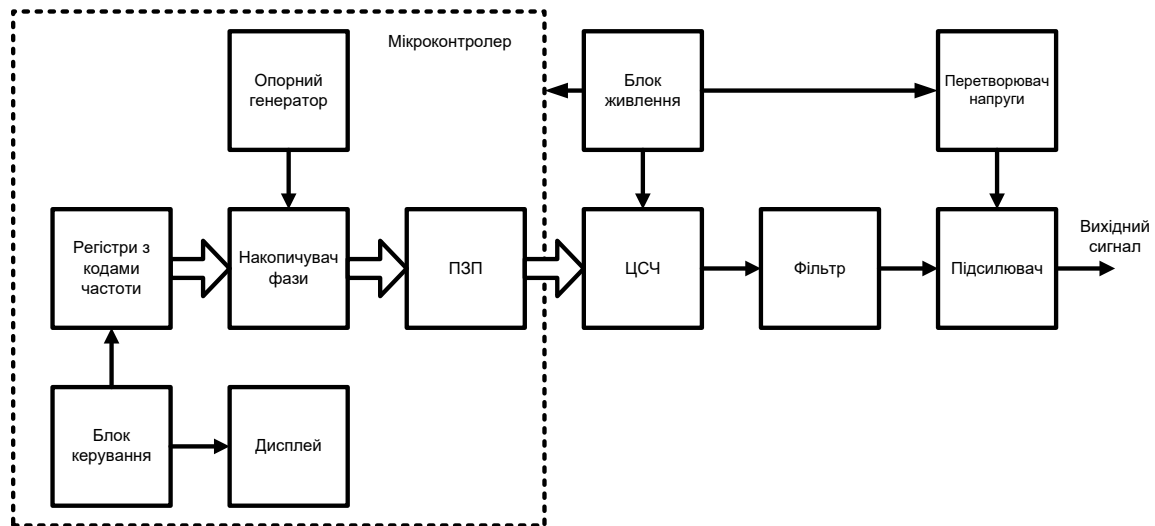 Мікроконтролер
Опорний
генератор
Блок
живлення
Перетворювач
напруги
Регістри з
кодами
частоти
Накопичувач
фази
ПЗП
ЦСЧ
Фільтр
Підсилювач
Вихідний
сигнал
Блок
керування
Дисплей